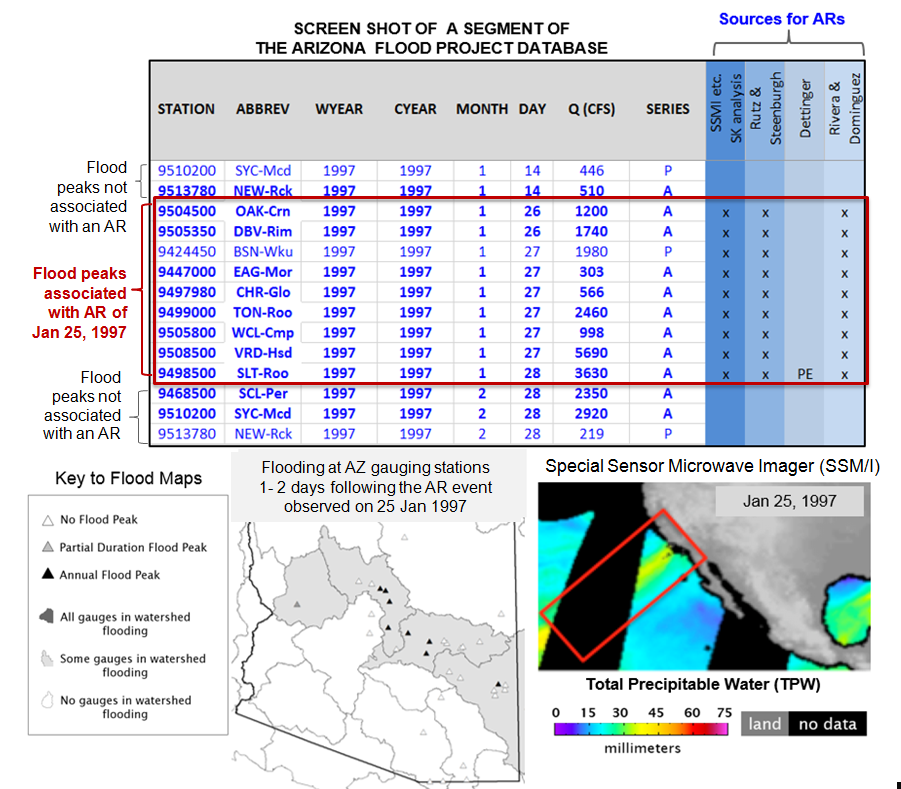 Sources for ARs
SCREEN SHOT OF A SEGMENT OF
THE ARIZONA FLOOD PROJECT DATABASE
STATION ABBREV WYEAR CYEAR MONTH DAY Q (CFS) SERIES
SSMI etc.
SK analysis
Rutz &
Steenburgh
Dettinger
Rivera &
Dominguez
Flood
peaks not
associated
with an AR
9510200 SYC-Mcd 1997 1997 1 14 446 P
9513780 NEW-Rck 1997 1997 1 14 510 A
9504500 OAK-Crn 1997 1997 1 26 1200 A x x x
9505350 DBV-Rim 1997 1997 1 26 1740 A x x x
9424450 BSN-Wku 1997 1997 1 27 1980 P x x x
9447000 EAG-Mor 1997 1997 1 27 303 A x x x
9497980 CHR-Glo 1997 1997 1 27 566 A x x x
9499000 TON-Roo 1997 1997 1 27 2460 A x x x
9505800 WCL-Cmp 1997 1997 1 27 998 A x x x
9508500 VRD-Hsd 1997 1997 1 27 5690 A x x x
9498500 SLT-Roo 1997 1997 1 28 3630 A x x PE x
9468500 SCL-Per 1997 1997 2 28 2350 A
9510200 SYC-Mcd 1997 1997 2 28 2920 A
9513780 NEW-Rck 1997 1997 2 28 219 P
Flood peaks
associated
with AR of
Jan 25, 1997
Flood
peaks not
associated
with an AR
Key to Flood Maps
No Flood Peak
Partial Duration Flood Peak
Annual Flood Peak
All gauges in watershed
flooding
Some gauges in watershed
flooding
No gauges in watershed
flooding
Flooding at AZ gauging stations
1- 2 days following the AR event
observed on 25 Jan 1997
Special Sensor Microwave Imager (SSM/I)
Jan 25, 1997
Total Precipitable Water (TPW)
0 15 30 45 60 75
millimeters
land no data